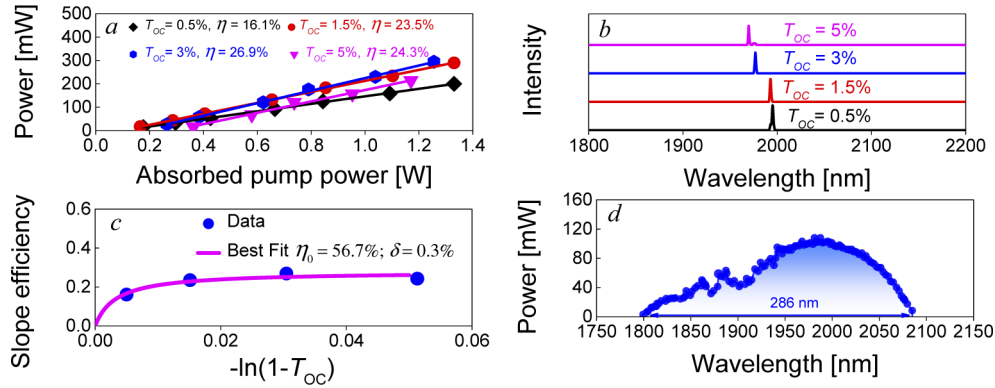 a
T_OC= 0.5%, η = 16.1%
T_OC= 1.5%, η = 23.5%
T_OC= 3%, η = 26.9%
T_OC= 5%, η = 24.3%
500
400
300
200
100
0
Power [mW]
0.0 0.2 0.4 0.6 0.8 1.0 1.2 1.4
Absorbed pump power [W]
b
T_OC = 5%
T_OC = 3%
T_OC = 1.5%
T_OC = 0.5%
Intensity
1800 1900 2000 2100 2200
Wavelength [nm]
c
Data
Best Fit η₀ = 56.7%; δ = 0.3%
0.6
0.4
0.2
0.0
Slope efficiency
0.00 0.02 0.04 0.06
-ln(1-T_OC)
d
160
120
80
40
0
Power [mW]
286 nm
1750 1800 1850 1900 1950 2000 2050 2100 2150
Wavelength [nm]